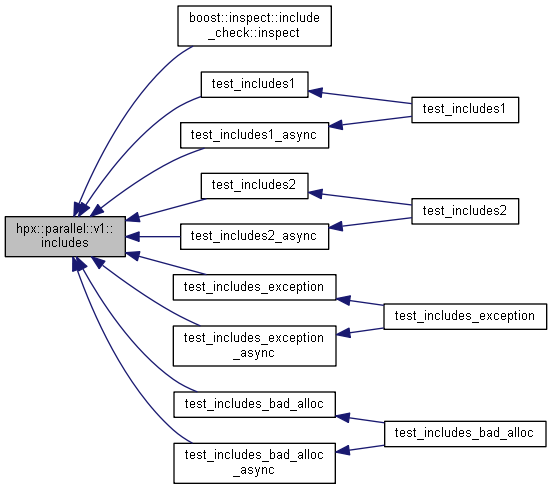 boost::inspect::include
_check::inspect
test_includes1
test_includes1
test_includes1_async
test_includes2
test_includes2
hpx::parallel::v1::
includes
test_includes2_async
test_includes_exception
test_includes_exception
test_includes_exception
_async
test_includes_bad_alloc
test_includes_bad_alloc
test_includes_bad_alloc
_async